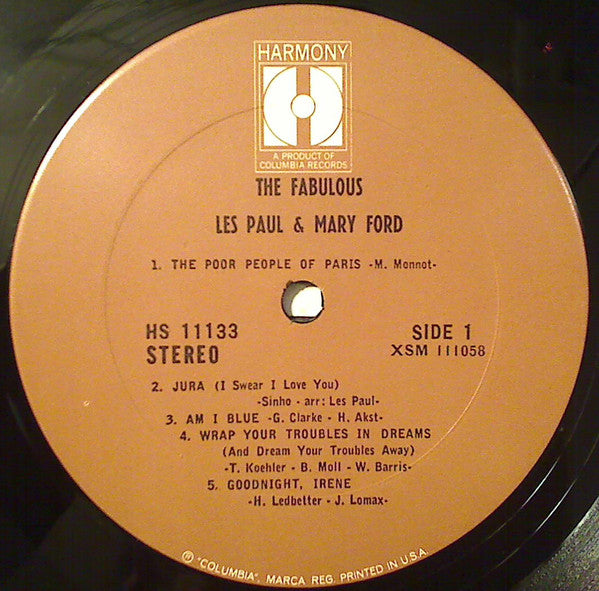 HARMONY
A PRODUCT OF
COLUMBIA RECORDS
THE FABULOUS
LES PAUL & MARY FORD
1. THE POOR PEOPLE OF PARIS -M. Monnot-
HS 11133
STEREO
SIDE 1
XSM 111058
2. JURA (I Swear I Love You)
-Sinho - arr: Les Paul-
3. AM I BLUE -G. Clarke - H. Akst-
4. WRAP YOUR TROUBLES IN DREAMS
(And Dream Your Troubles Away)
-T. Koehler - B. Moll - W. Barris-
5. GOODNIGHT, IRENE
-H. Ledbetter - J. Lomax-
® "COLUMBIA", MARCA REG. PRINTED IN U.S.A.